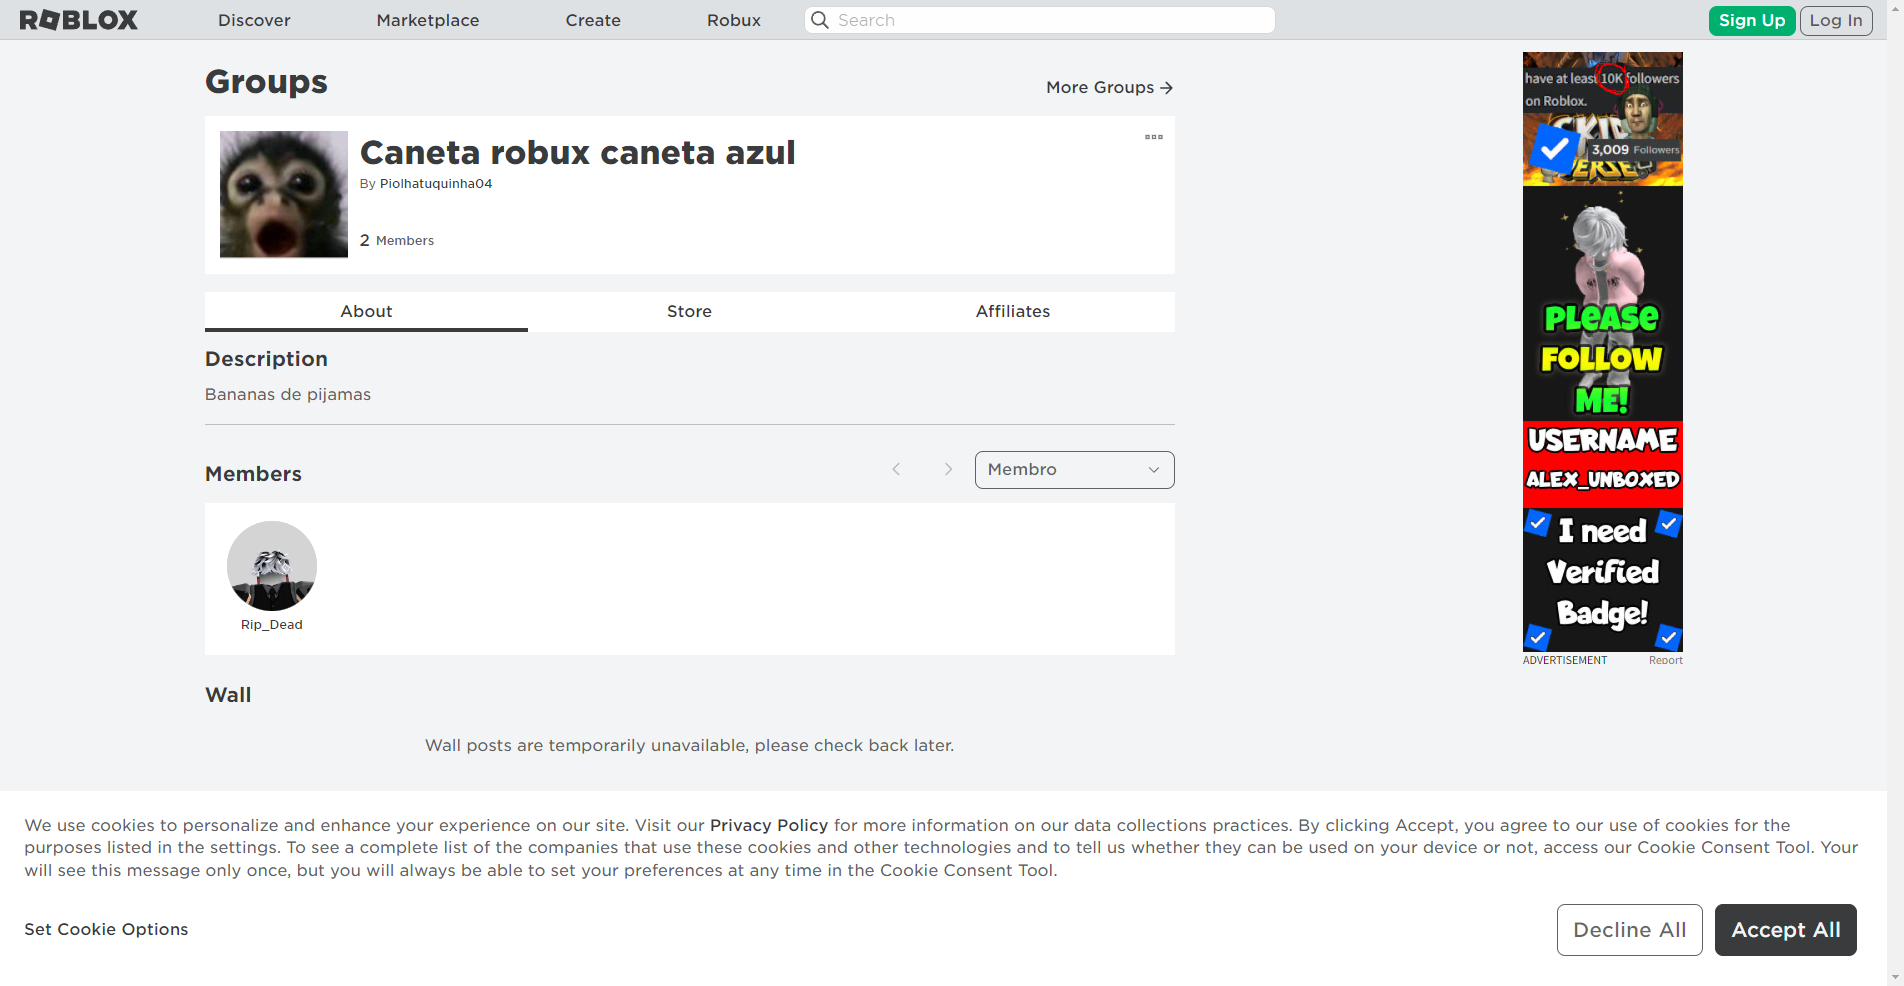 ROBLOX
Discover
Marketplace
Create
Robux
Search
Sign Up
Log In
Groups
More Groups
Caneta robux caneta azul
By Piolhatuquinha04
2 Members
About
Store
Affiliates
Description
Bananas de pijamas
Members
Membro
Rip_Dead
Wall
Wall posts are temporarily unavailable, please check back later.
have at least 10K followers
on Roblox.
3,009 Followers
PLEASE
FOLLOW
ME!
USERNAME
ALEX_UNBOXED
I need
Verified
Badge!
ADVERTISEMENT
Report
We use cookies to personalize and enhance your experience on our site. Visit our Privacy Policy for more information on our data collections practices. By clicking Accept, you agree to our use of cookies for the
purposes listed in the settings. To see a complete list of the companies that use these cookies and other technologies and to tell us whether they can be used on your device or not, access our Cookie Consent Tool. Your
will see this message only once, but you will always be able to set your preferences at any time in the Cookie Consent Tool.
Set Cookie Options
Decline All
Accept All